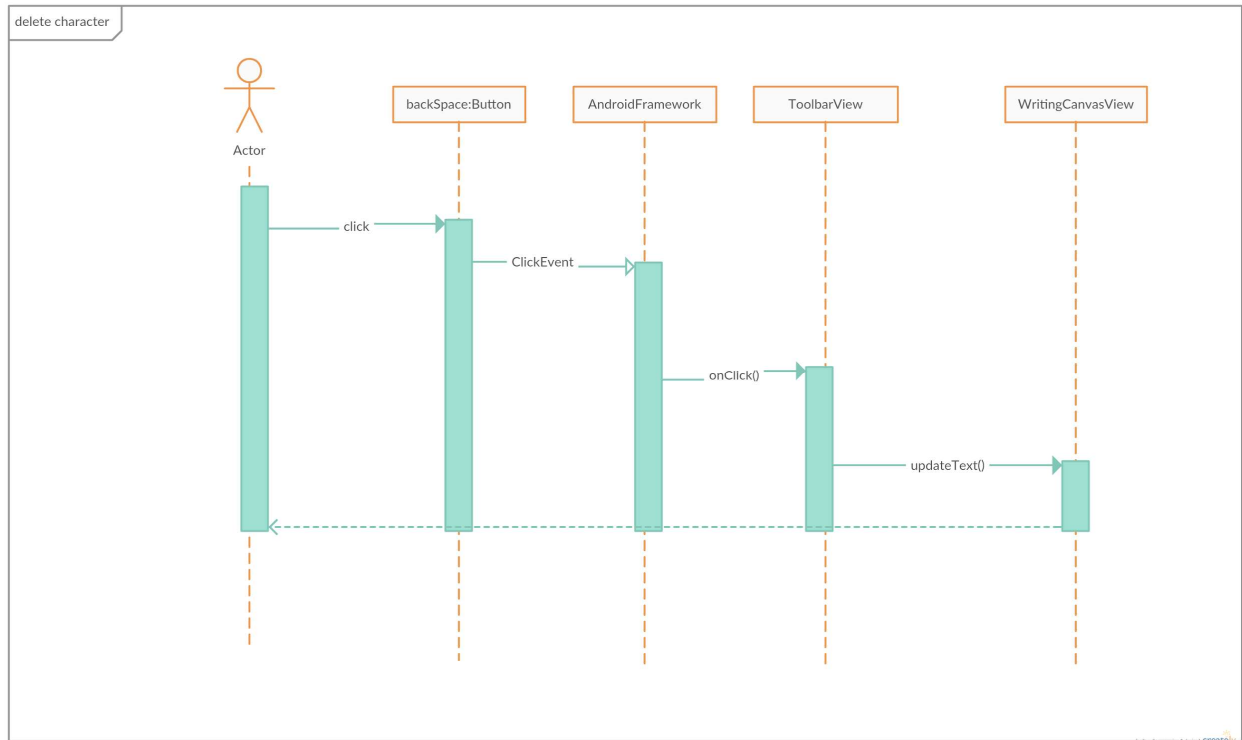 delete character
backSpace:Button
AndroidFramework
ToolbarView
WritingCanvasView
Actor
click
ClickEvent
onClick()
updateText()